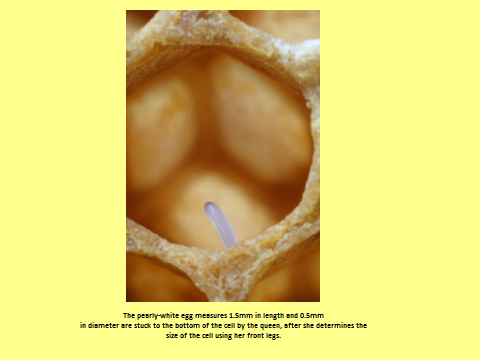 The pearly-white egg measures 1.5mm in length and 0.5mm
in diameter are stuck to the bottom of the cell by the queen, after she determines the
size of the cell using her front legs.